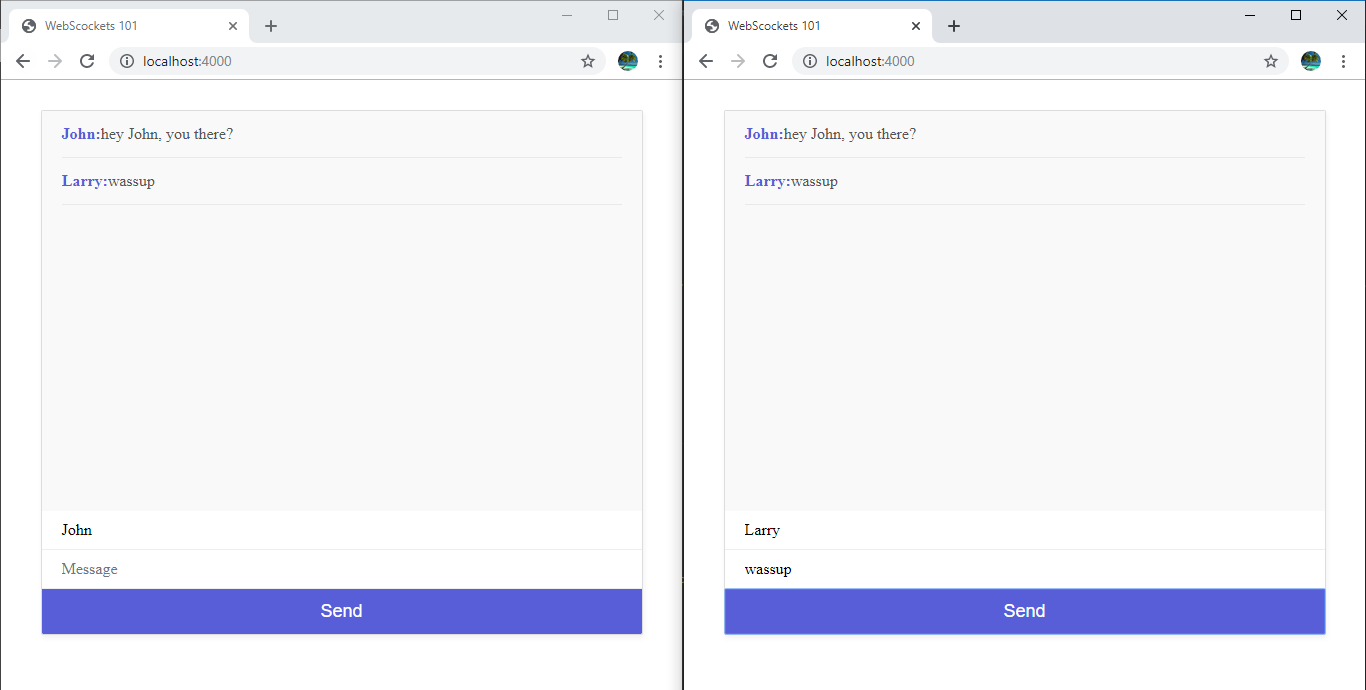 WebScockets 101
localhost:4000
John:hey John, you there?
Larry:wassup
John
Message
Send
WebScockets 101
localhost:4000
John:hey John, you there?
Larry:wassup
Larry
wassup
Send